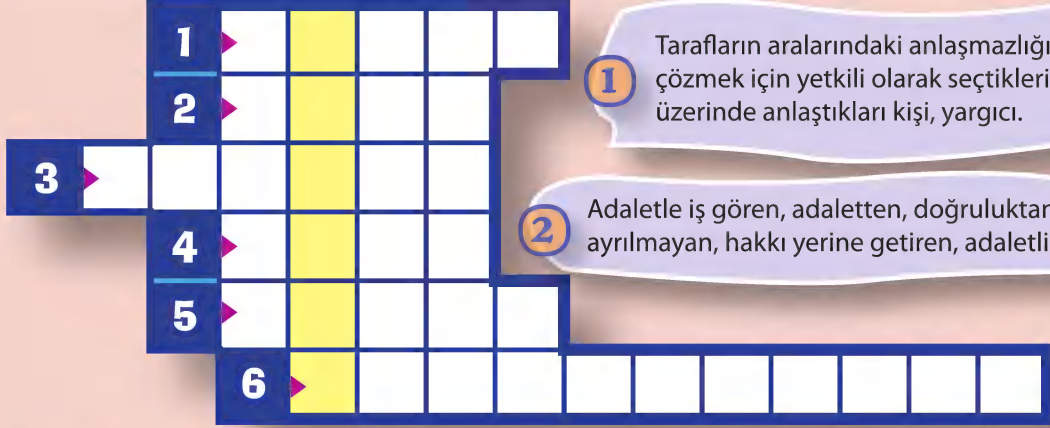 1
2
3
4
5
6
1
Tarafların aralarındaki anlaşmazlığı
çözmek için yetkili olarak seçtikleri
üzerinde anlaştıkları kişi, yargıcı.
2
Adaletle iş gören, adaletten, doğruluktan
ayrılmayan, hakkı yerine getiren, adaletli